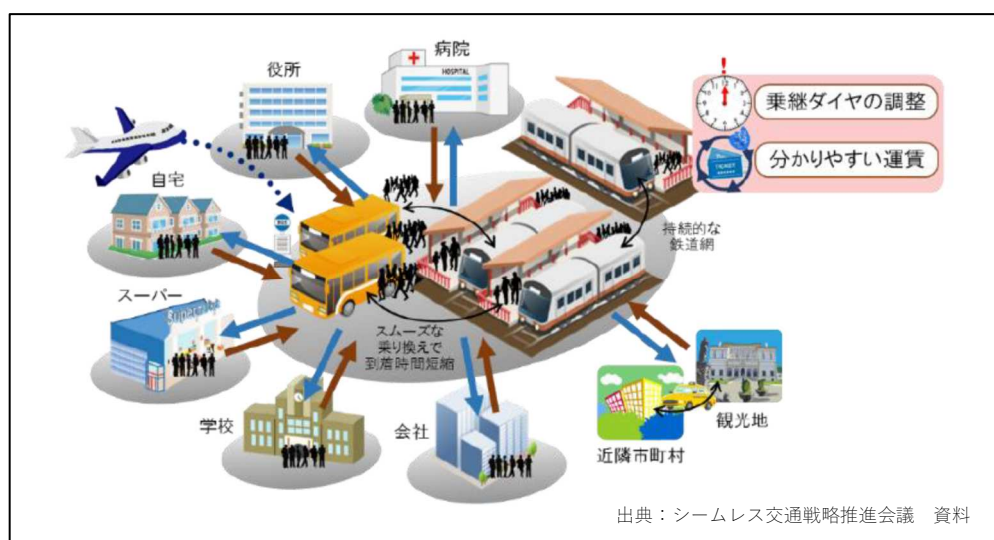 病院
役所
HOSPITAL
乗継ダイヤの調整
自宅
TICKET
分かりやすい運賃
持続的な
鉄道網
スーパー
Supermarket
スムーズな
乗り換えで
到着時間短縮
学校
会社
観光地
近隣市町村
出典：シームレス交通戦略推進会議　資料